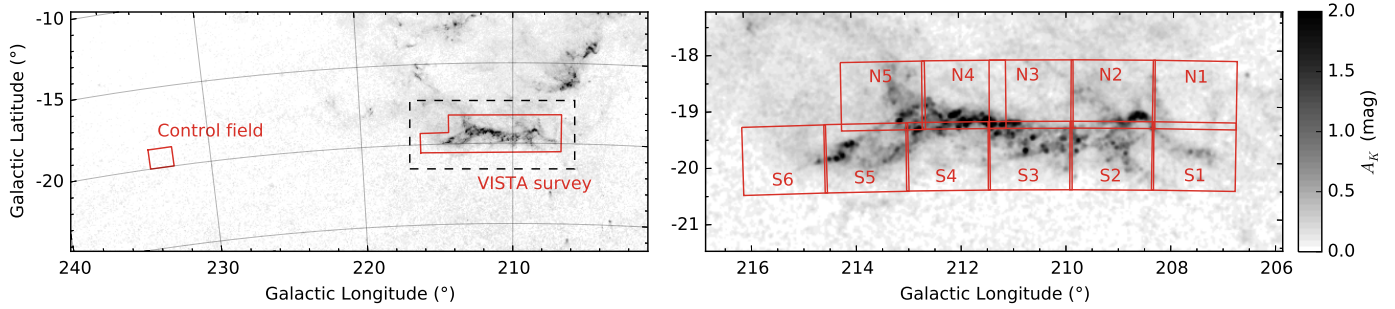 -10
-15
-20
Galactic Latitude (°)
Control field
VISTA survey
240
230
220
210
Galactic Longitude (°)
-18
-19
-20
-21
N5
N4
N3
N2
N1
S6
S5
S4
S3
S2
S1
216
214
212
210
208
206
Galactic Longitude (°)
2.0
1.5
1.0
0.5
0.0
A_K (mag)